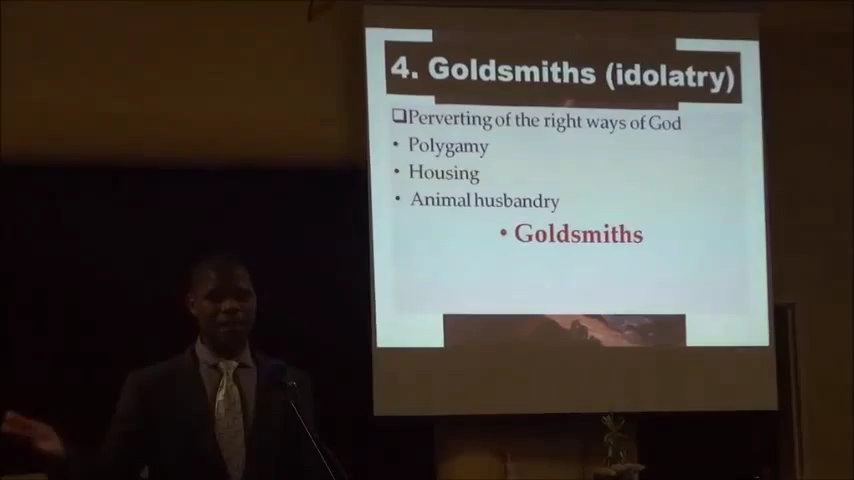 4. Goldsmiths (idolatry)
❑Perverting of the right ways of God
• Polygamy
• Housing
• Animal husbandry
• Goldsmiths